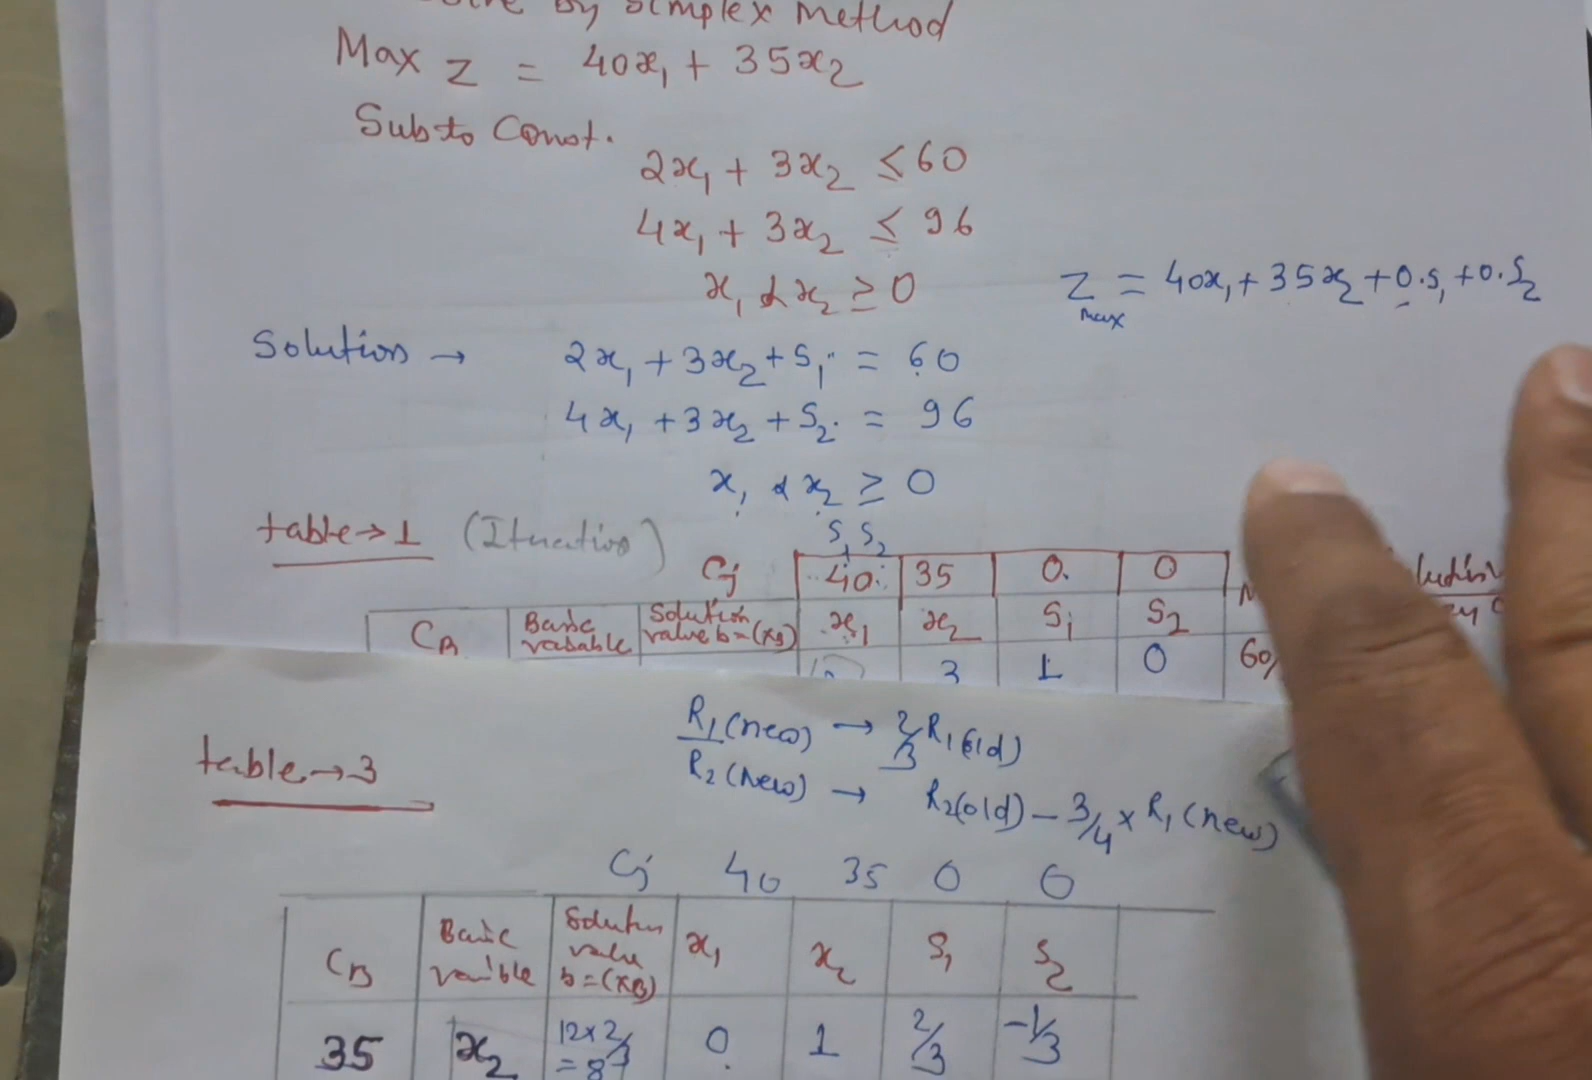 by Simplex Method
Max Z = 40x₁ + 35x₂
Sub to Const.
2x₁ + 3x₂ ≤ 60
4x₁ + 3x₂ ≤ 96
x₁ & x₂ ≥ 0
Z max = 40x₁ + 35x₂ + 0.S₁ + 0.S₂
Solution → 2x₁ + 3x₂ + S₁ = 60
4x₁ + 3x₂ + S₂ = 96
x₁ & x₂ ≥ 0
S₁ S₂
table → 1 (Iteration)
Cj 40 35 0 0
CB Basic variable Solution value b=(XB) x₁ x₂ S₁ S₂
3 1 0 60/
table → 3
R₁(new) → 2/3 R₁(old)
R₂(new) → R₂(old) – 3/4 × R₁(new)
Cj 40 35 0 0
CB Basic varible Solution value b=(XB) x₁ x₂ S₁ S₂
35 x₂ 12×2/3 = 8 0 1 2/3 -1/3